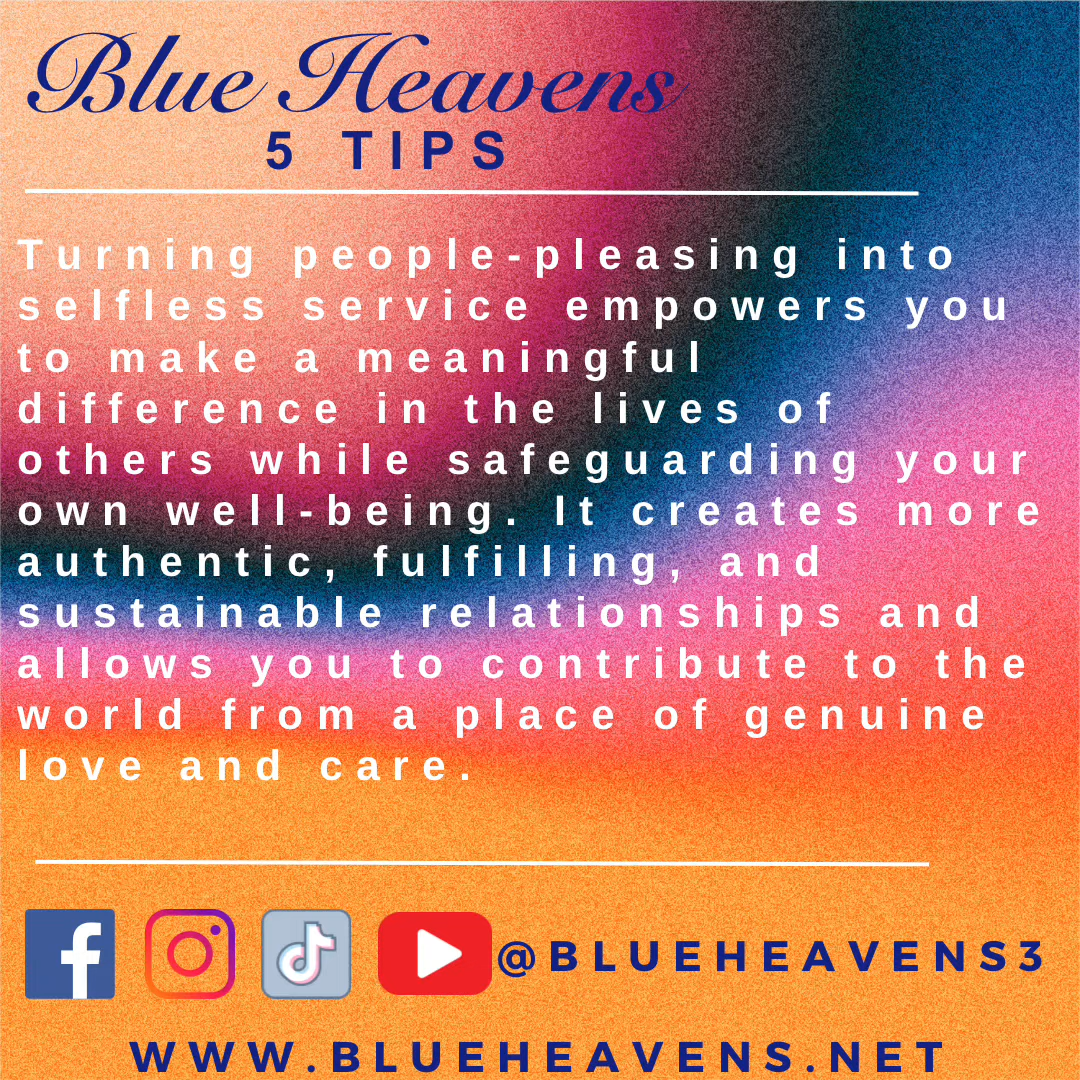 Blue Heavens
5 TIPS
Turning people-pleasing into
selfless service empowers you
to make a meaningful
difference in the lives of
others while safeguarding your
own well-being. It creates more
authentic, fulfilling, and
sustainable relationships and
allows you to contribute to the
world from a place of genuine
love and care.
@BLUEHEAVENS3
WWW.BLUEHEAVENS.NET